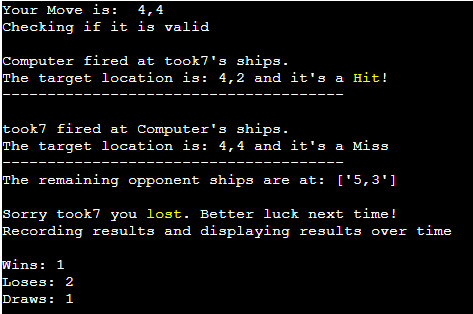 Your Move is:  4,4
Checking if it is valid
Computer fired at took7's ships.
The target location is: 4,2 and it's a Hit!
--------------------------------------
took7 fired at Computer's ships.
The target location is: 4,4 and it's a Miss
--------------------------------------
The remaining opponent ships are at: ['5,3']
Sorry took7 you lost. Better luck next time!
Recording results and displaying results over time
Wins: 1
Loses: 2
Draws: 1